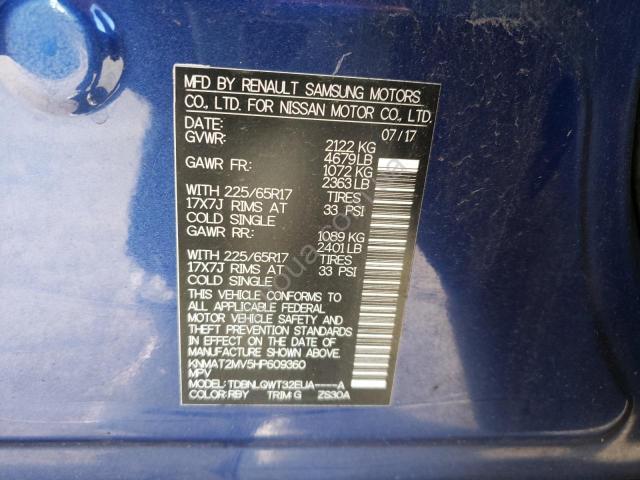 MFD BY RENAULT SAMSUNG MOTORS
CO., LTD. FOR NISSAN MOTOR CO., LTD.
DATE: 07/17
GVWR: 2122 KG
4679LB
GAWR FR: 1072 KG
2363LB
WITH 225/65R17 TIRES
17X7J RIMS AT 33 PSI
COLD SINGLE
GAWR RR: 1089 KG
2401LB
WITH 225/65R17 TIRES
17X7J RIMS AT 33 PSI
COLD SINGLE
THIS VEHICLE CONFORMS TO
ALL APPLICABLE FEDERAL
MOTOR VEHICLE SAFETY AND
THEFT PREVENTION STANDARDS
IN EFFECT ON THE DATE OF
MANUFACTURE SHOWN ABOVE.
KNMAT2MV5HP609360
MPV
MODEL: TDBNLQWT32EUA----A
COLOR:RBY TRIM:G ZS30A